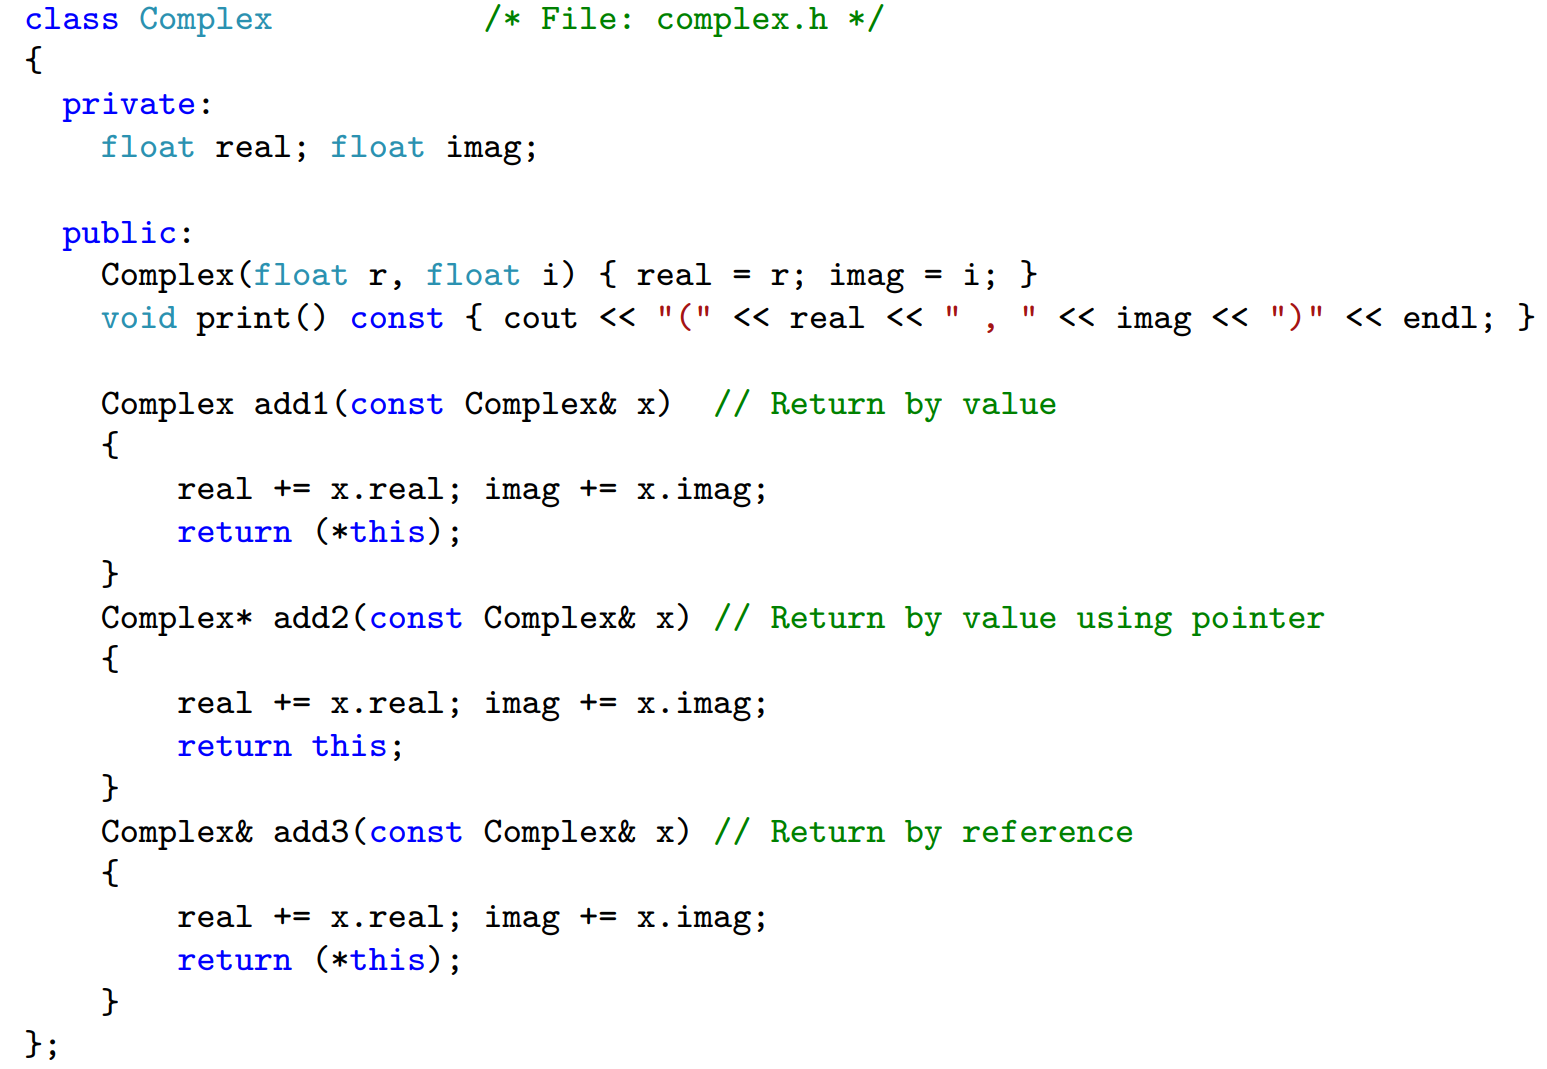 class Complex           /* File: complex.h */
{
  private:
    float real; float imag;

  public:
    Complex(float r, float i) { real = r; imag = i; }
    void print() const { cout << "(" << real << " , " << imag << ")" << endl; }

    Complex add1(const Complex& x)  // Return by value
    {
        real += x.real; imag += x.imag;
        return (*this);
    }
    Complex* add2(const Complex& x) // Return by value using pointer
    {
        real += x.real; imag += x.imag;
        return this;
    }
    Complex& add3(const Complex& x) // Return by reference
    {
        real += x.real; imag += x.imag;
        return (*this);
    }
};